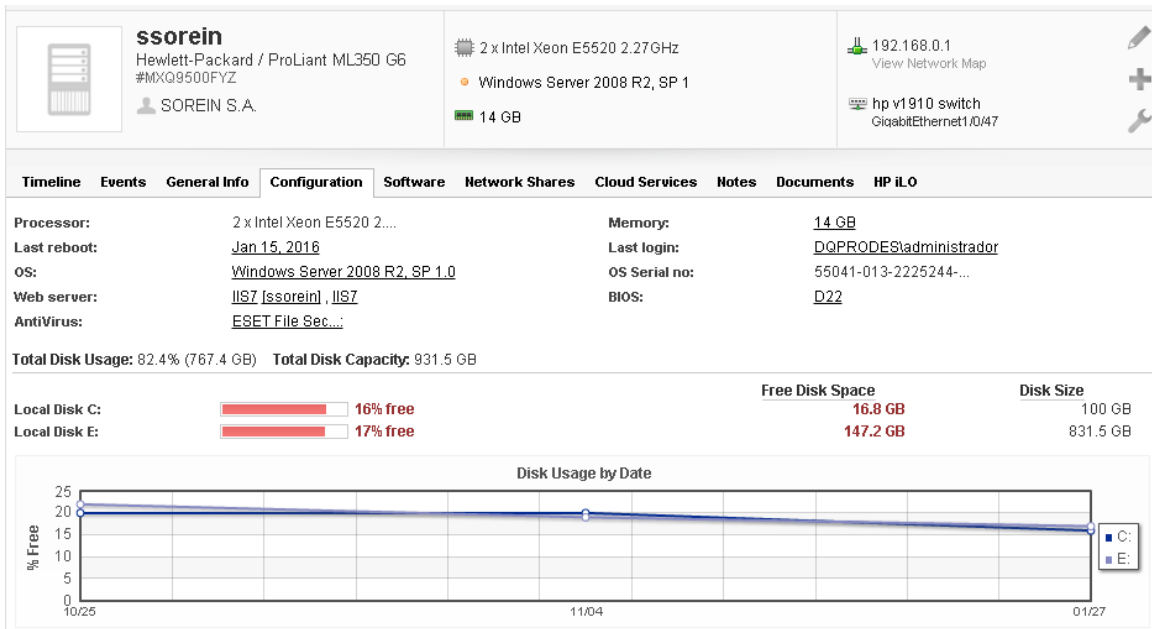 ssorein
Hewlett-Packard / ProLiant ML350 G6
#MXQ9500FYZ
SOREIN S.A.
2 x Intel Xeon E5520 2.27GHz
Windows Server 2008 R2, SP 1
14 GB
192.168.0.1
View Network Map
hp v1910 switch
GigabitEthernet1/0/47
Timeline Events General Info Configuration Software Network Shares Cloud Services Notes Documents HP iLO
Processor: 2 x Intel Xeon E5520 2.... Memory: 14 GB
Last reboot: Jan 15, 2016 Last login: DQPRODES\administrador
OS: Windows Server 2008 R2, SP 1.0 OS Serial no: 55041-013-2225244-...
Web server: IIS7 [ssorein] , IIS7 BIOS: D22
AntiVirus: ESET File Sec...:
Total Disk Usage: 82.4% (767.4 GB) Total Disk Capacity: 931.5 GB
Free Disk Space Disk Size
Local Disk C: 16% free 16.8 GB 100 GB
Local Disk E: 17% free 147.2 GB 831.5 GB
Disk Usage by Date
% Free
25
20
15
10
5
0
10/25 11/04 01/27
C:
E: